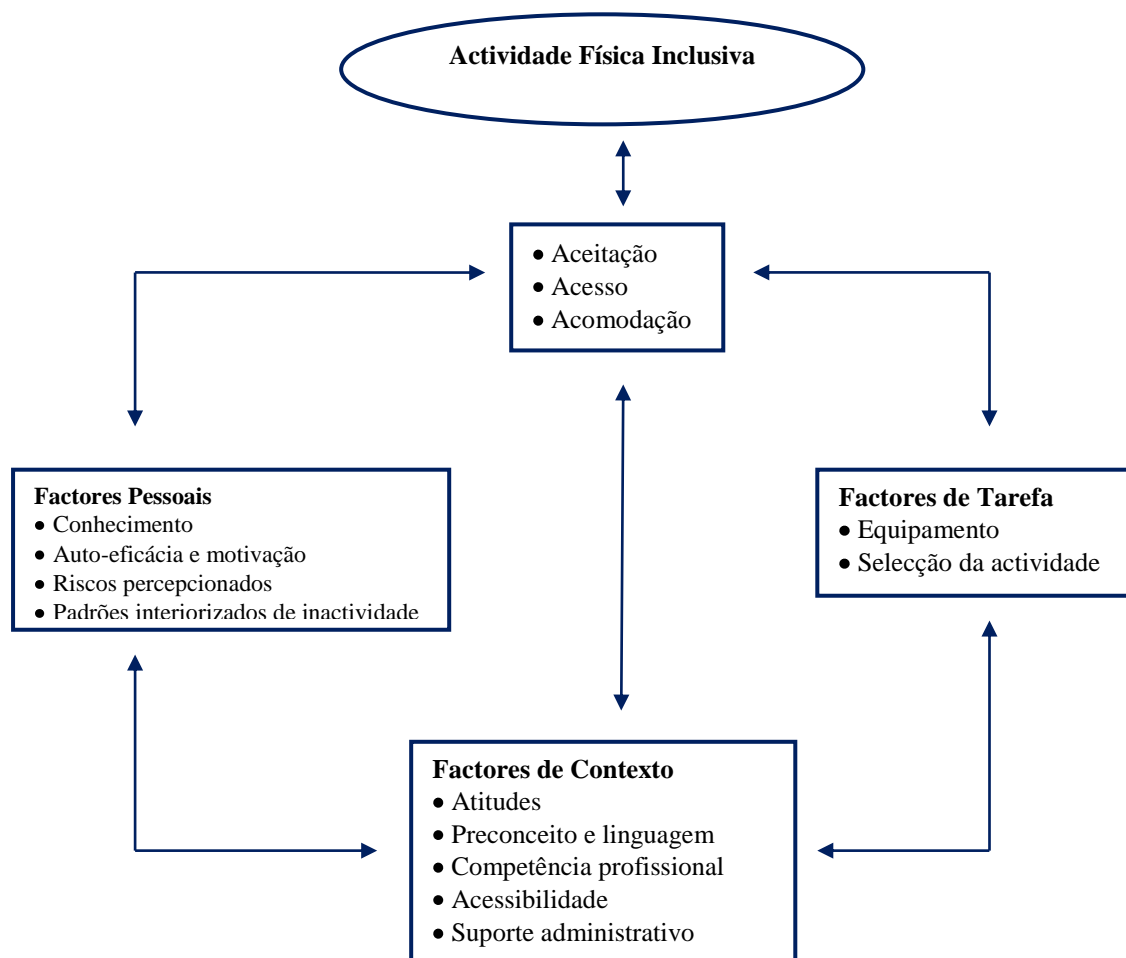 Actividade Física Inclusiva
• Aceitação
• Acesso
• Acomodação
Factores Pessoais
• Conhecimento
• Auto-eficácia e motivação
• Riscos percepcionados
• Padrões interiorizados de inactividade
Factores de Tarefa
• Equipamento
• Selecção da actividade
Factores de Contexto
• Atitudes
• Preconceito e linguagem
• Competência profissional
• Acessibilidade
• Suporte administrativo